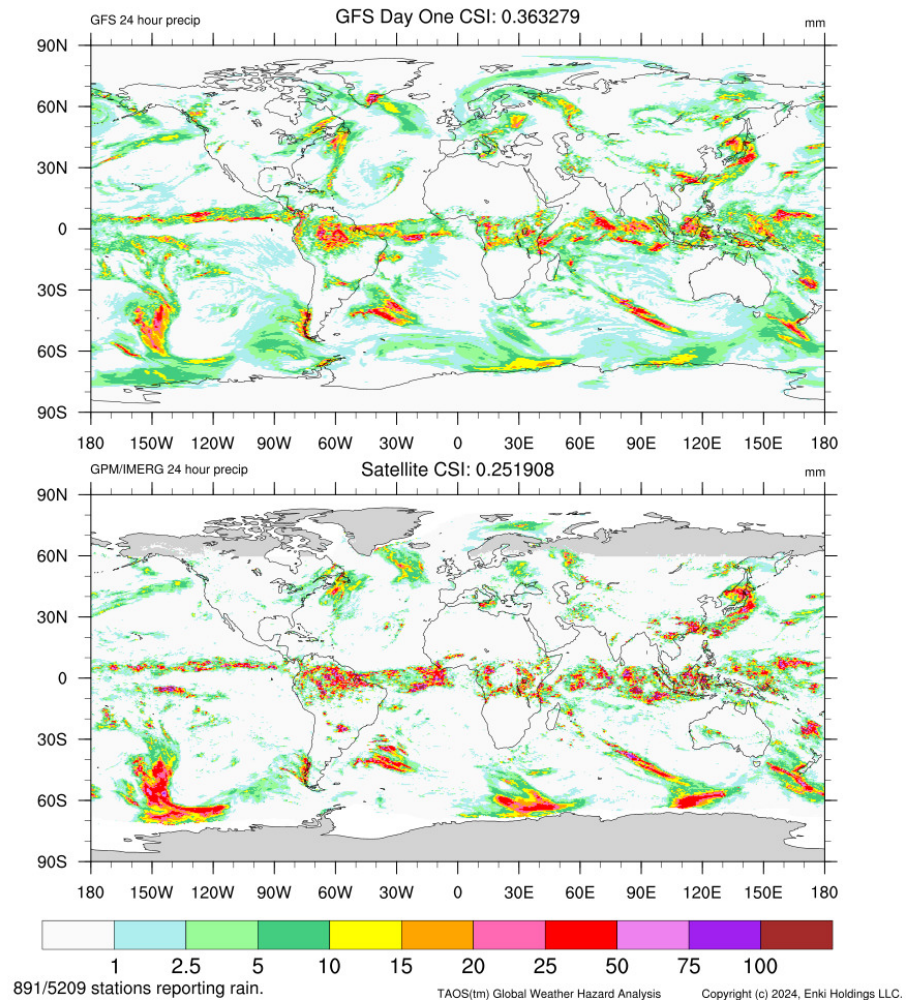 GFS 24 hour precip GFS Day One CSI: 0.363279 mm
90N
60N
30N
0
30S
60S
90S
180 150W 120W 90W 60W 30W 0 30E 60E 90E 120E 150E 180
GPM/IMERG 24 hour precip Satellite CSI: 0.251908 mm
90N
60N
30N
0
30S
60S
90S
180 150W 120W 90W 60W 30W 0 30E 60E 90E 120E 150E 180
1 2.5 5 10 15 20 25 50 75 100
891/5209 stations reporting rain. TAOS(tm) Global Weather Hazard Analysis Copyright (c) 2024, Enki Holdings LLC.